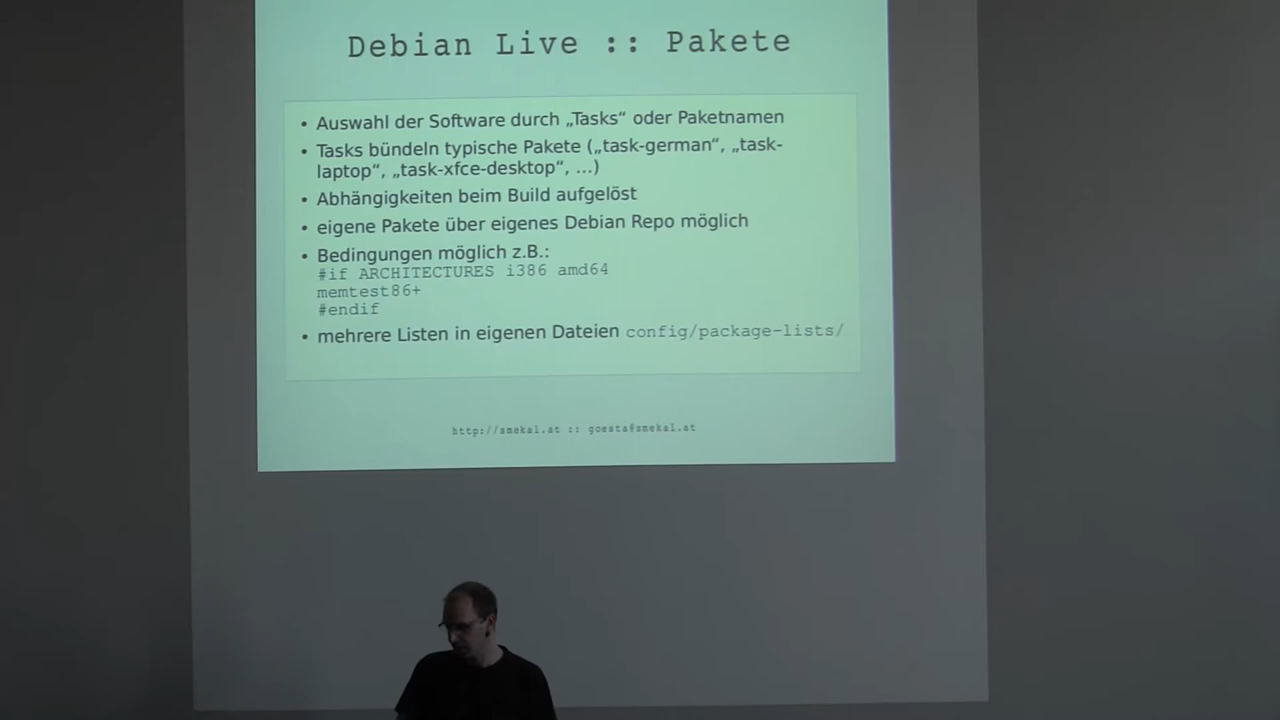 Debian Live :: Pakete
• Auswahl der Software durch „Tasks“ oder Paketnamen
• Tasks bündeln typische Pakete („task-german“, „task-
laptop“, „task-xfce-desktop“, ...)
• Abhängigkeiten beim Build aufgelöst
• eigene Pakete über eigenes Debian Repo möglich
• Bedingungen möglich z.B.:
#if ARCHITECTURES i386 amd64
memtest86+
#endif
• mehrere Listen in eigenen Dateien config/package-lists/
http://smekal.at :: goesta@smekal.at